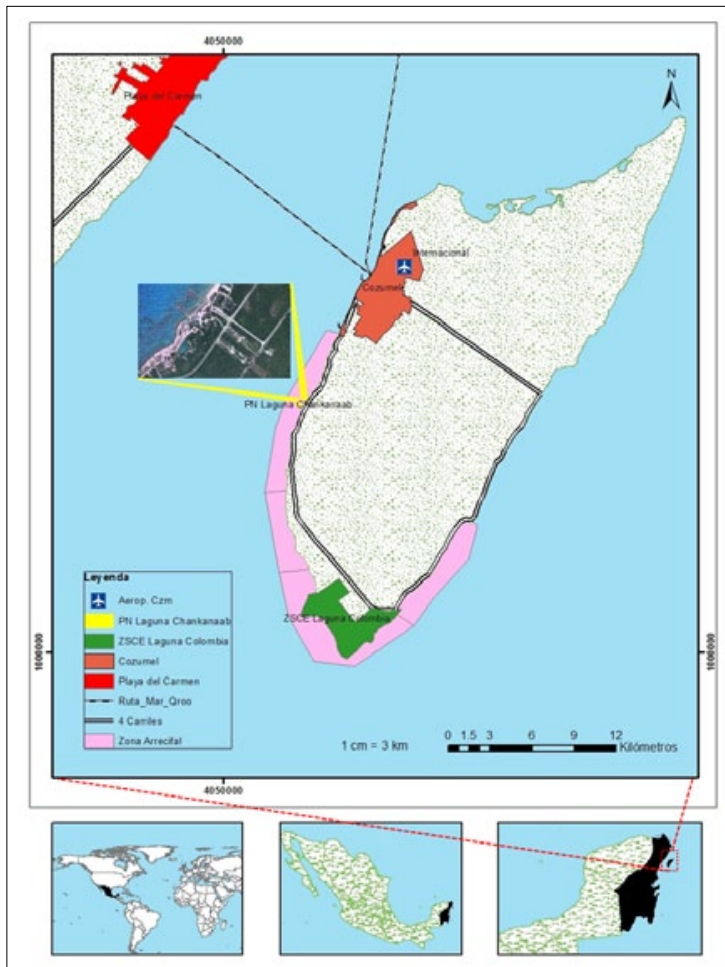 4050000
Playa del Carmen
N
Internacional
Cozumel
PN Laguna Chankanaab
ZSCE Laguna Colombia
1000000
1000000
Leyenda
Aerop. Czm
PN Laguna Chankanaab
ZSCE Laguna Colombia
Cozumel
Playa del Carmen
Ruta_Mar_Qroo
4 Carriles
Zona Arrecifal
1 cm = 3 km
0 1.5 3 6 9 12
Kilómetros
4050000